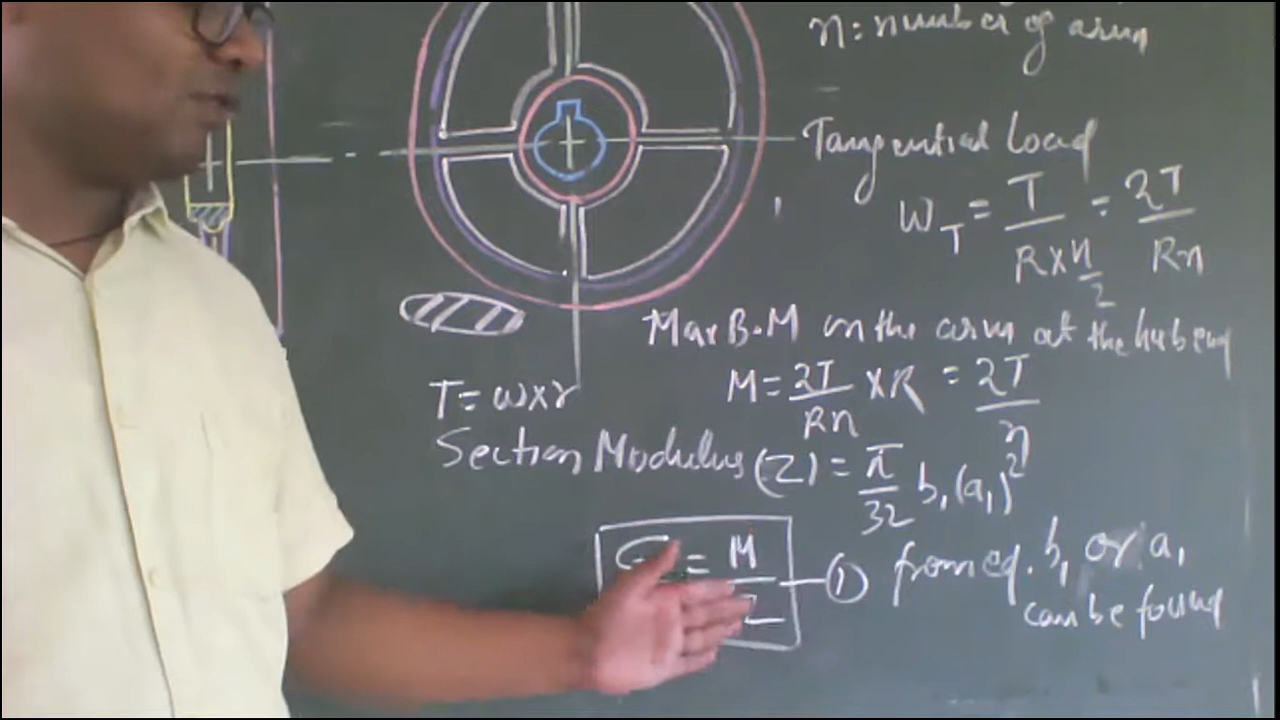 n: number of arm
Tangential Load
W_T = T / (R × n/2) = 2T / Rn
Max B.M on the arm at the hub end
T = W×r
M = 2T / Rn × R = 2T / n
Section Modulus (Z) = π/32 b₁(a₁)²
= M / Z — ① from eq. b₁ or a₁
can be found